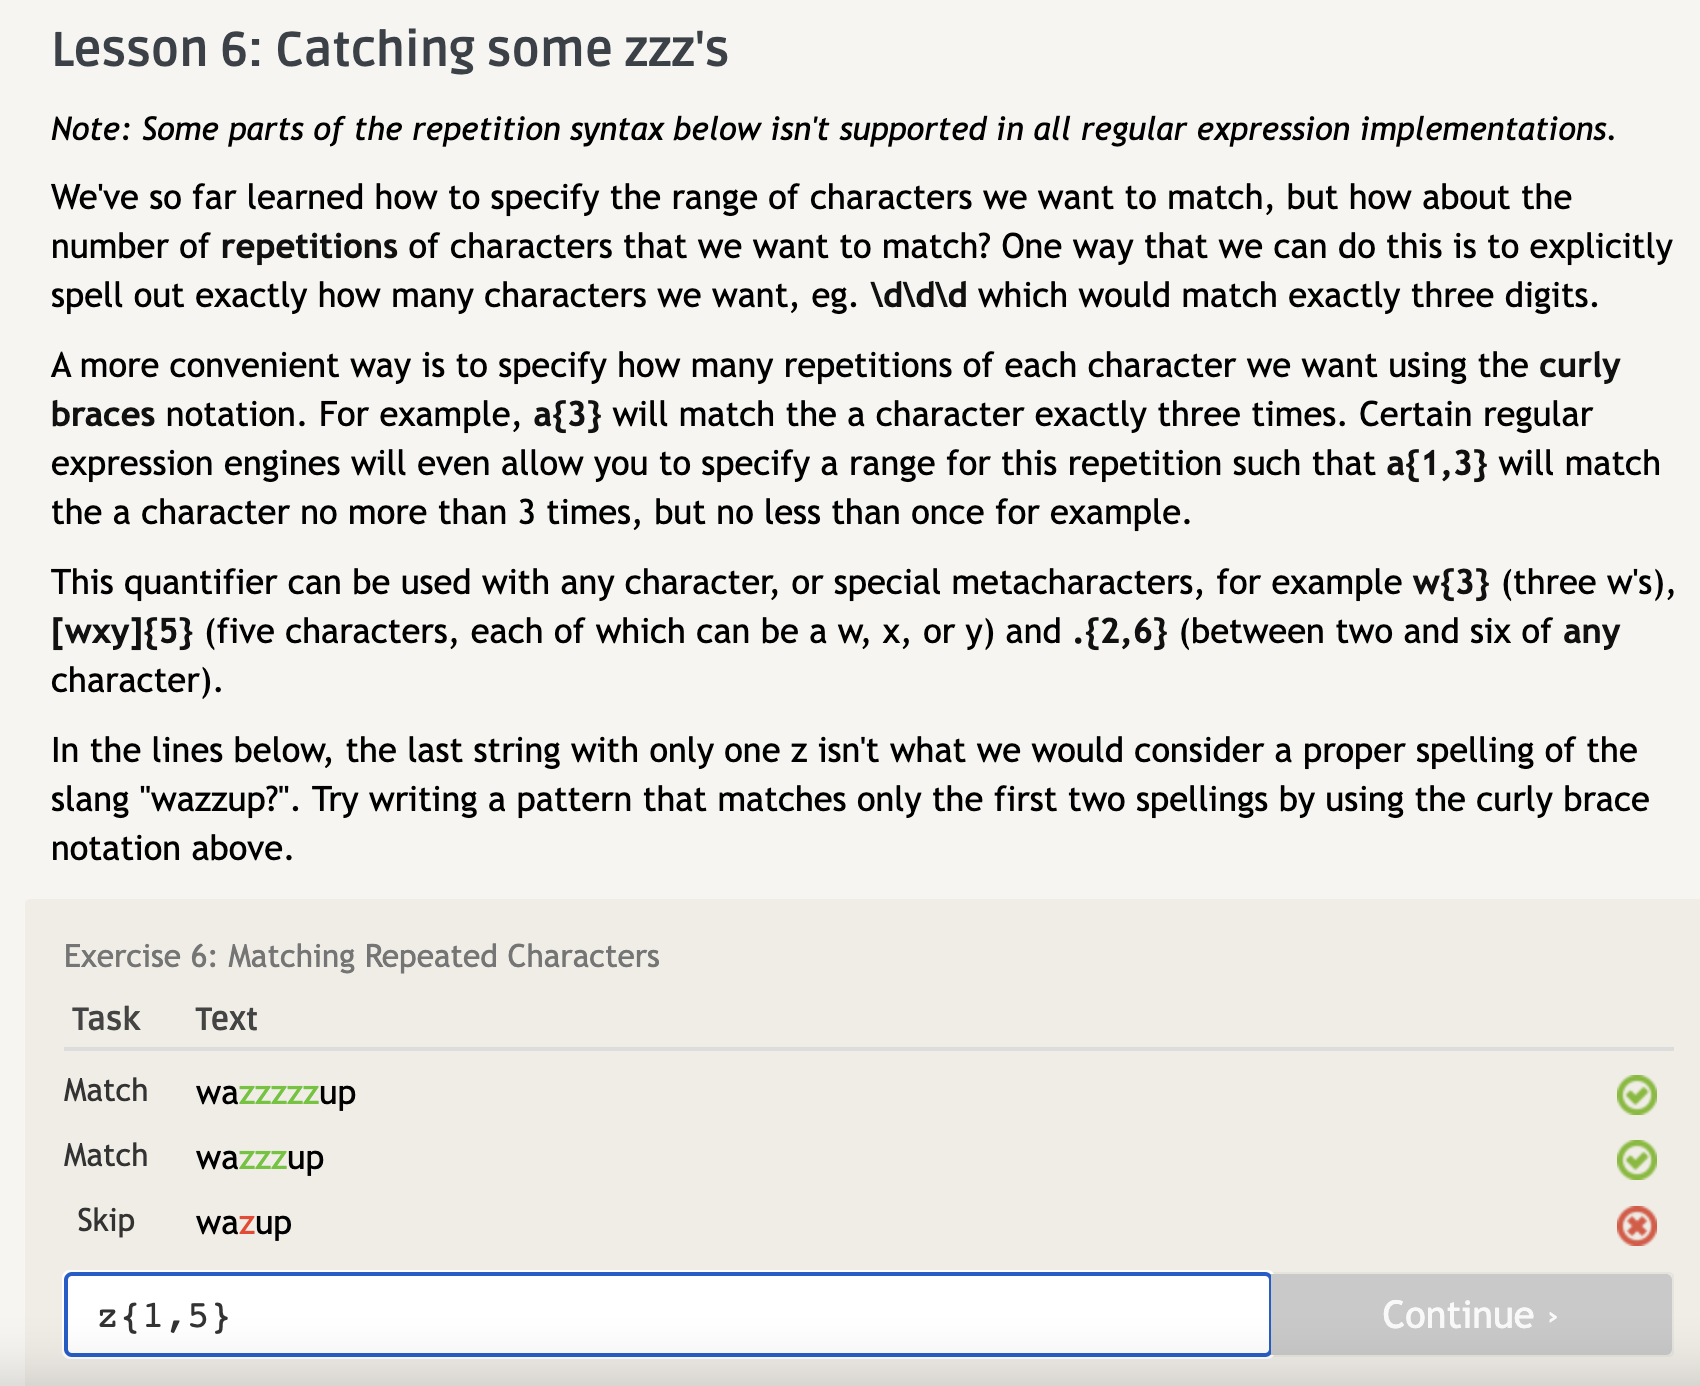 Lesson 6: Catching some zzz's
Note: Some parts of the repetition syntax below isn't supported in all regular expression implementations.
We've so far learned how to specify the range of characters we want to match, but how about the
number of repetitions of characters that we want to match? One way that we can do this is to explicitly
spell out exactly how many characters we want, eg. \d\d\d which would match exactly three digits.
A more convenient way is to specify how many repetitions of each character we want using the curly
braces notation. For example, a{3} will match the a character exactly three times. Certain regular
expression engines will even allow you to specify a range for this repetition such that a{1,3} will match
the a character no more than 3 times, but no less than once for example.
This quantifier can be used with any character, or special metacharacters, for example w{3} (three w's),
[wxy]{5} (five characters, each of which can be a w, x, or y) and .{2,6} (between two and six of any
character).
In the lines below, the last string with only one z isn't what we would consider a proper spelling of the
slang "wazzup?". Try writing a pattern that matches only the first two spellings by using the curly brace
notation above.
Exercise 6: Matching Repeated Characters
Task Text
Match wazzzzzup
Match wazzzup
Skip wazup
z{1,5}
Continue ›